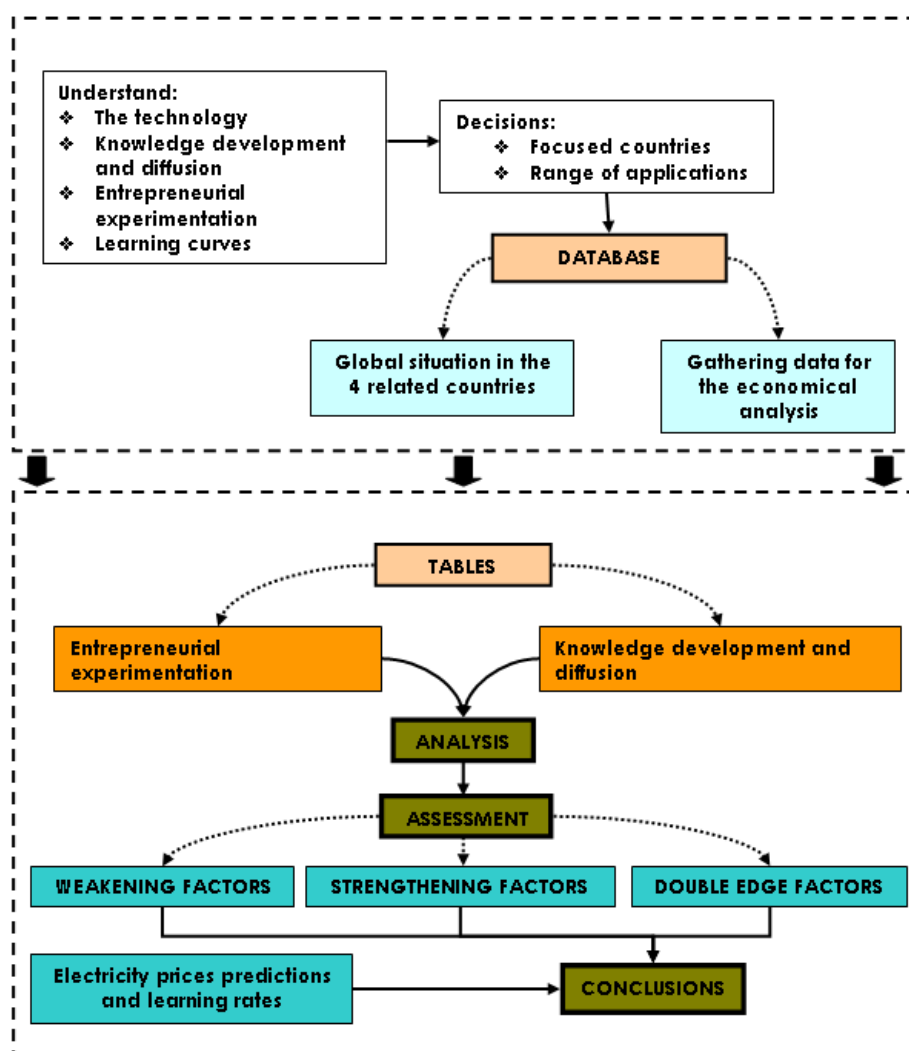 Understand:
❖ The technology
❖ Knowledge development
and diffusion
❖ Entrepreneurial
experimentation
❖ Learning curves
Decisions:
❖ Focused countries
❖ Range of applications
DATABASE
Global situation in the
4 related countries
Gathering data for
the economical
analysis
TABLES
Entrepreneurial
experimentation
Knowledge development and
diffusion
ANALYSIS
ASSESSMENT
WEAKENING FACTORS
STRENGTHENING FACTORS
DOUBLE EDGE FACTORS
Electricity prices predictions
and learning rates
CONCLUSIONS